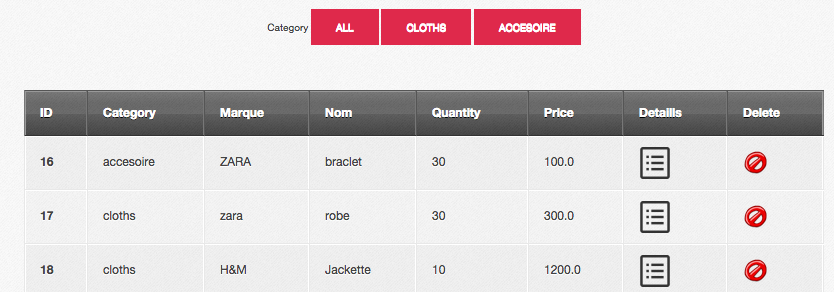 Category ALL CLOTHS ACCESOIRE
ID Category Marque Nom Quantity Price Detaills Delete
16 accesoire ZARA braclet 30 100.0
17 cloths zara robe 30 300.0
18 cloths H&M Jackette 10 1200.0